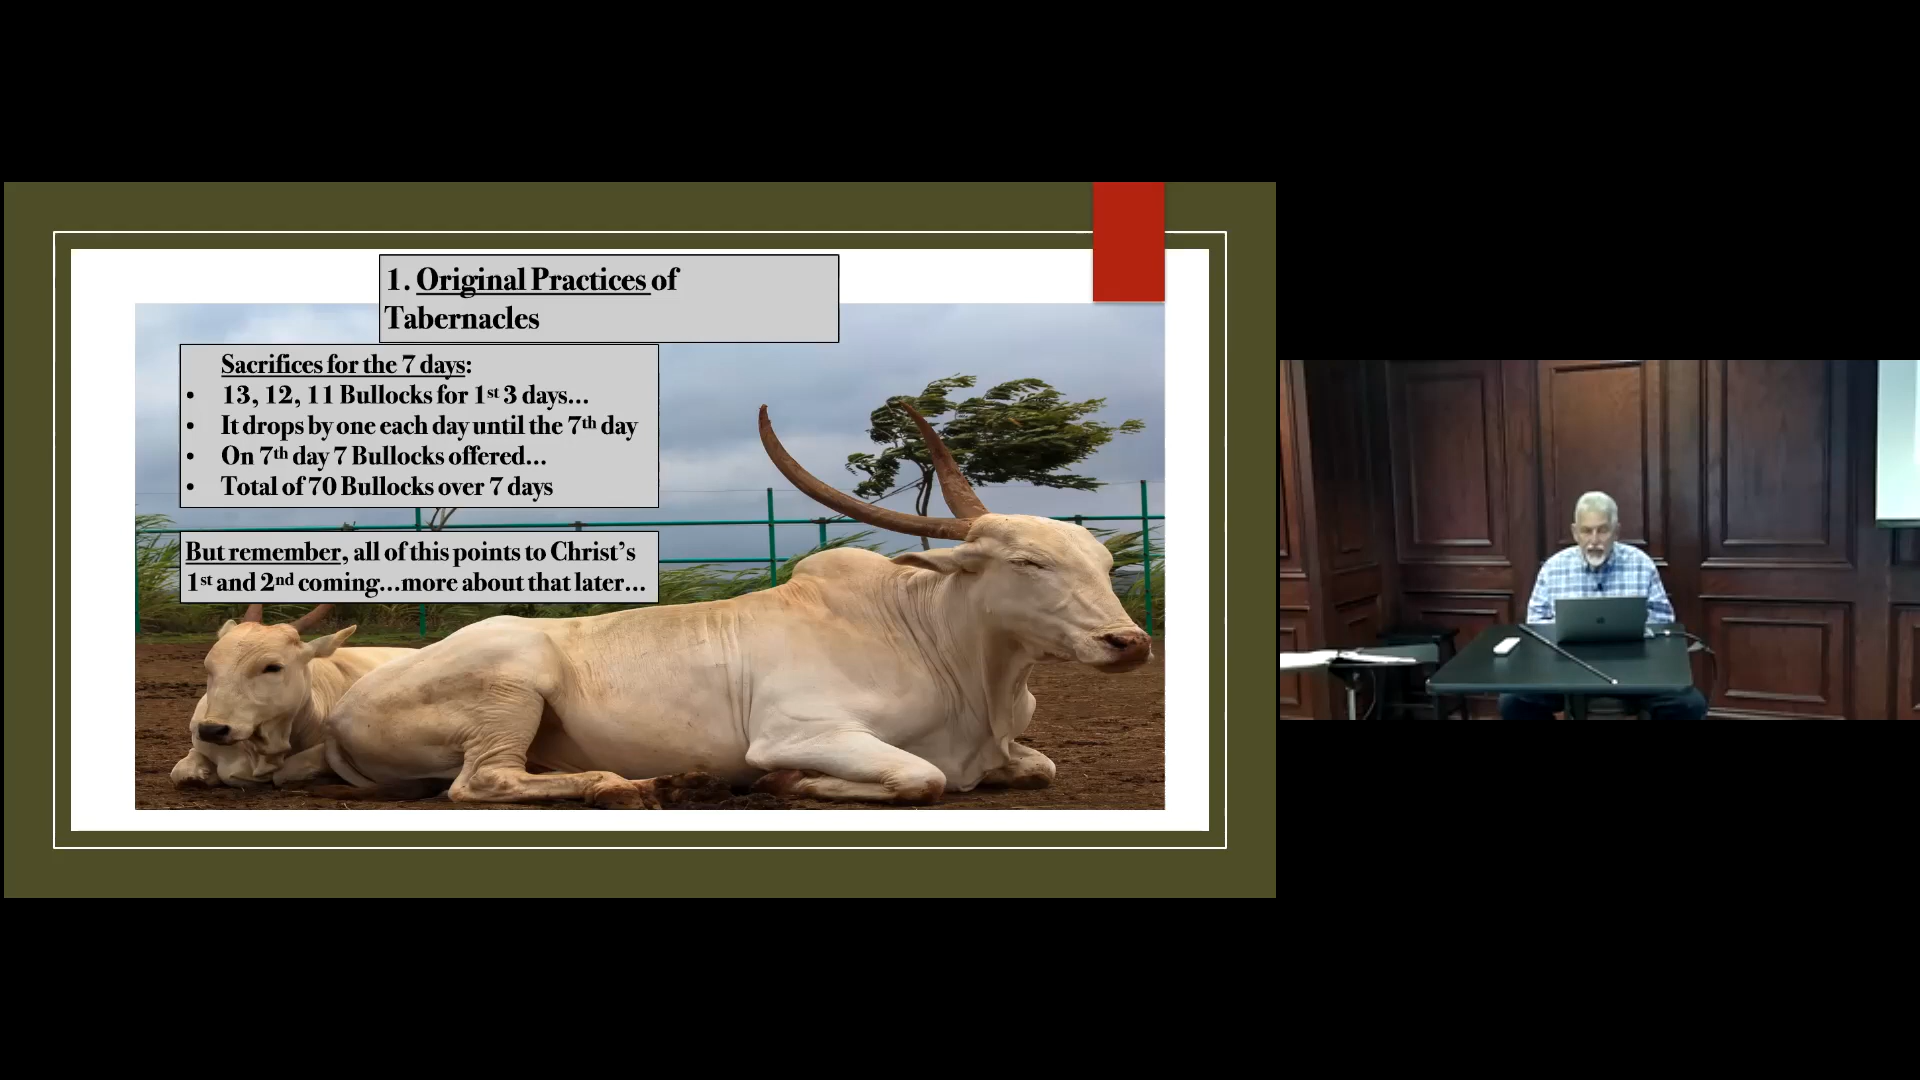 1. Original Practices of
Tabernacles
Sacrifices for the 7 days:
• 13, 12, 11 Bullocks for 1st 3 days...
• It drops by one each day until the 7th day
• On 7th day 7 Bullocks offered...
• Total of 70 Bullocks over 7 days
But remember, all of this points to Christ's
1st and 2nd coming...more about that later...